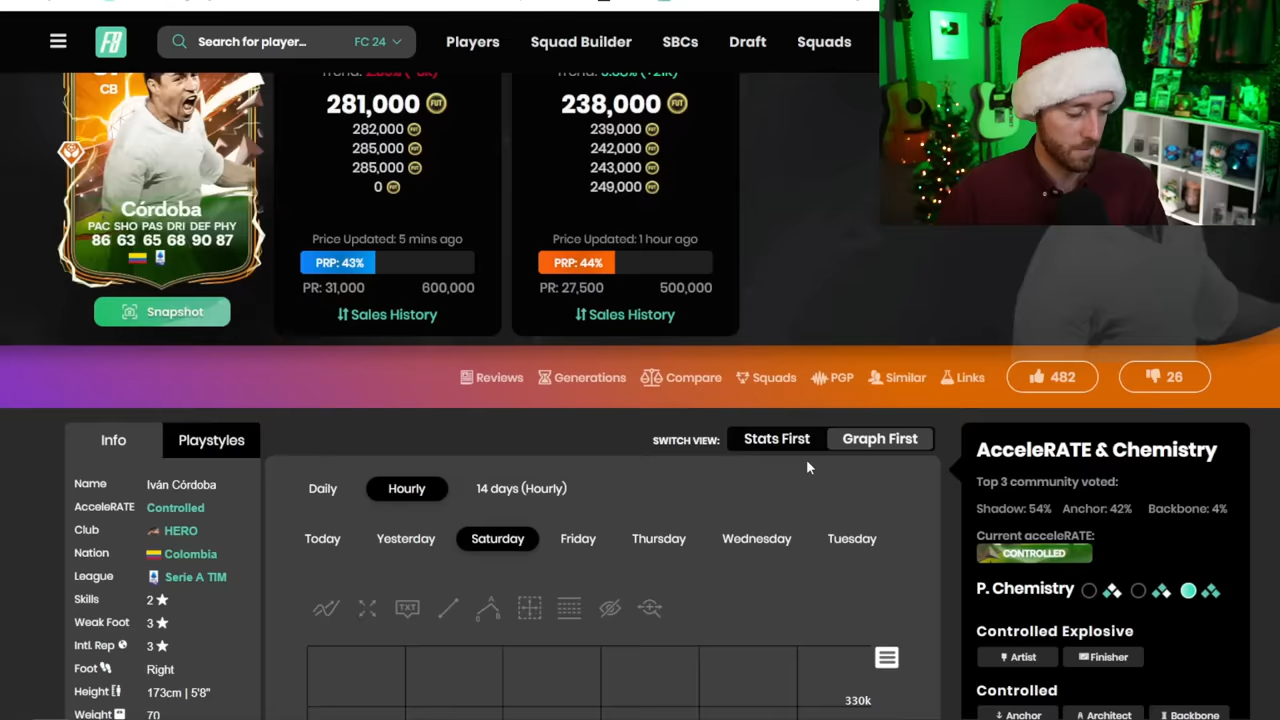 FB
Search for player...
FC 24
Players
Squad Builder
SBCs
Draft
Squads
CB
Córdoba
PAC SHO PAS DRI DEF PHY
86 63 65 68 90 87
Snapshot
281,000
282,000
285,000
285,000
0
Price Updated: 5 mins ago
PRP: 43%
PR: 31,000
600,000
Sales History
238,000
239,000
242,000
243,000
249,000
Price Updated: 1 hour ago
PRP: 44%
PR: 27,500
500,000
Sales History
Reviews
Generations
Compare
Squads
PGP
Similar
Links
482
26
Info
Playstyles
SWITCH VIEW:
Stats First
Graph First
Name Iván Córdoba
AcceleRATE Controlled
Club HERO
Nation Colombia
League Serie A TIM
Skills 2
Weak Foot 3
Intl. Rep 3
Foot Right
Height 173cm | 5'8"
Weight 70
Daily
Hourly
14 days (Hourly)
Today
Yesterday
Saturday
Friday
Thursday
Wednesday
Tuesday
TXT
330k
AcceleRATE & Chemistry
Top 3 community voted:
Shadow: 54% Anchor: 42% Backbone: 4%
Current acceleRATE:
CONTROLLED
P. Chemistry
Controlled Explosive
Artist
Finisher
Controlled
Anchor
Architect
Backbone